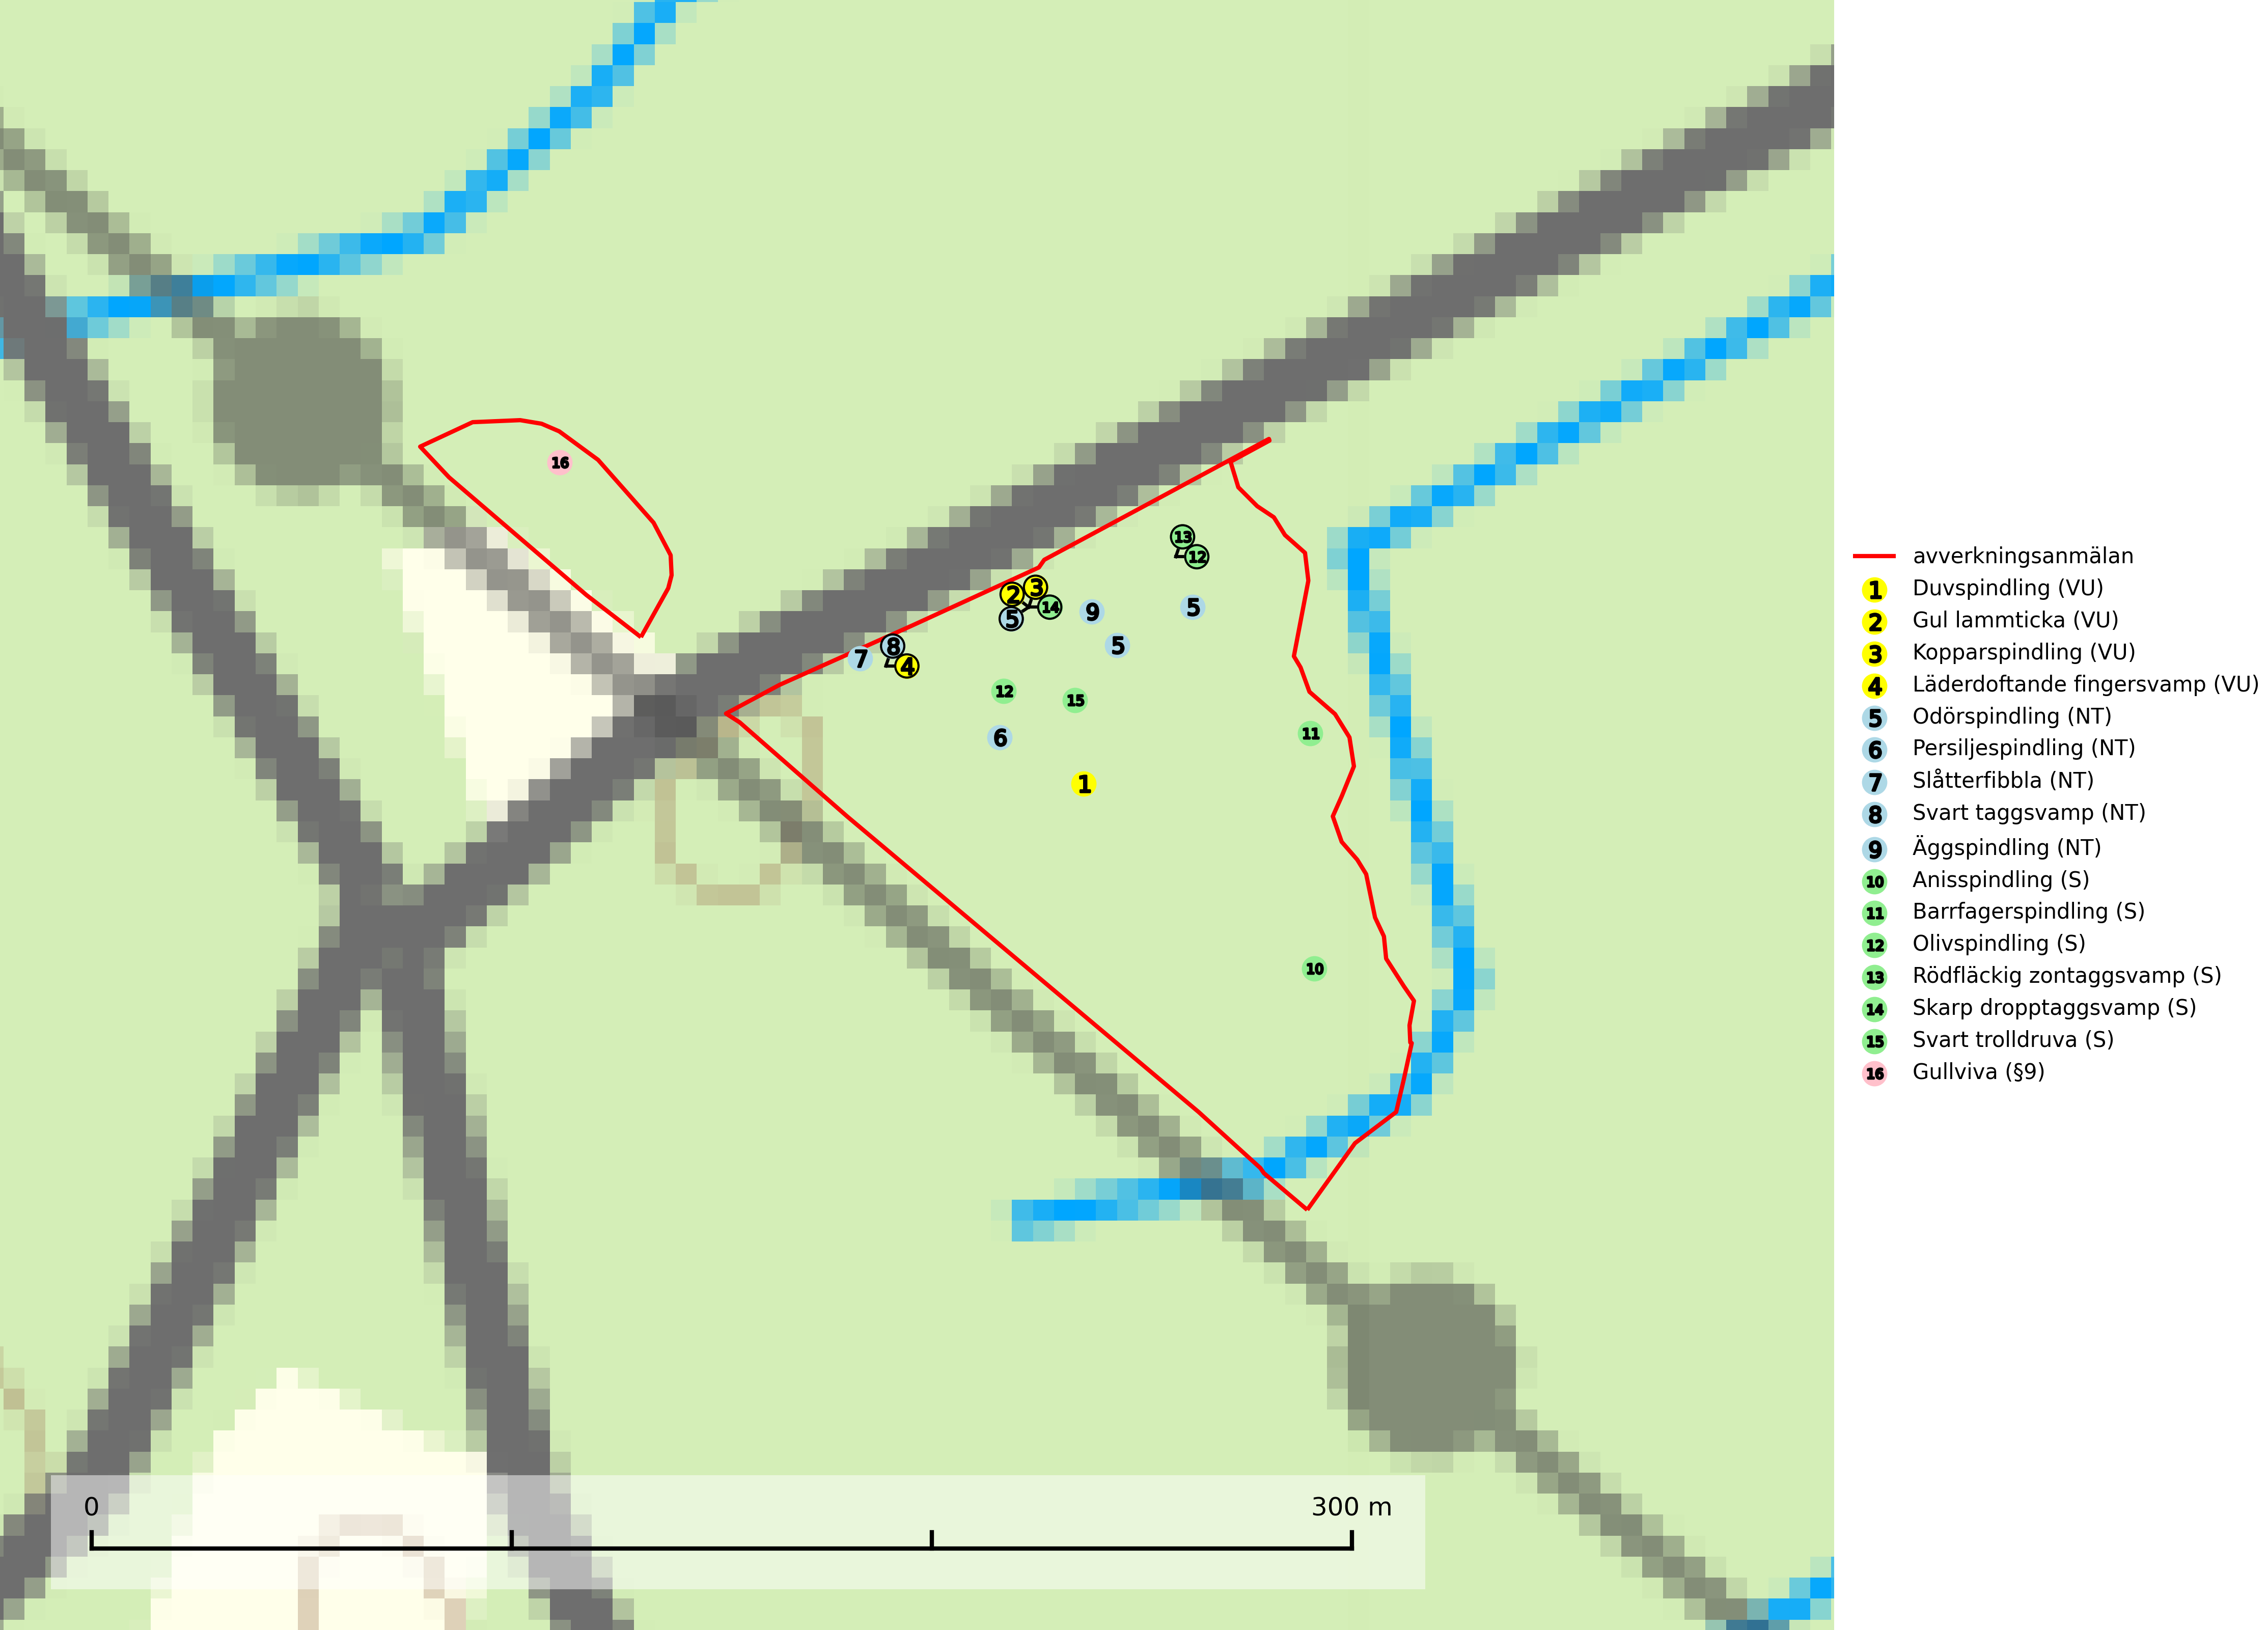 16
13
12
3
2
14
5
9
5
5
8
7
4
12
15
6
11
1
10
0
300 m
avverkningsanmälan
1 Duvspindling (VU)
2 Gul lammticka (VU)
3 Kopparspindling (VU)
4 Läderdoftande fingersvamp (VU)
5 Odörspindling (NT)
6 Persiljespindling (NT)
7 Slåtterfibbla (NT)
8 Svart taggsvamp (NT)
9 Äggspindling (NT)
10 Anisspindling (S)
11 Barrfagerspindling (S)
12 Olivspindling (S)
13 Rödfläckig zontaggsvamp (S)
14 Skarp dropptaggsvamp (S)
15 Svart trolldruva (S)
16 Gullviva (§9)